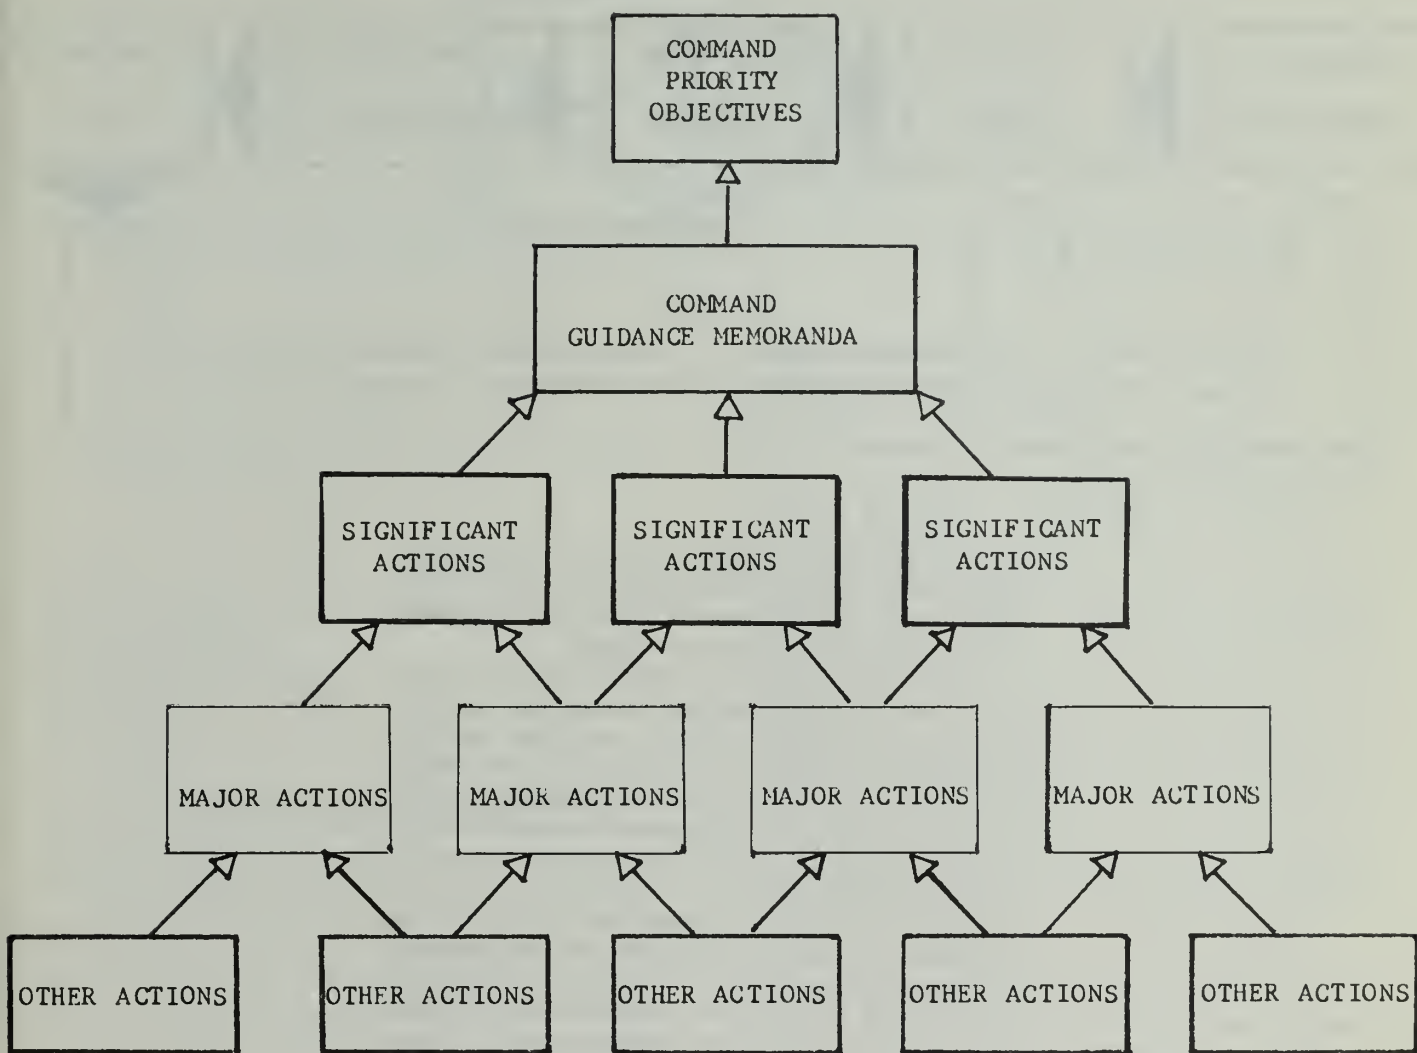 COMMAND
PRIORITY
OBJECTIVES
COMMAND
GUIDANCE MEMORANDA
SIGNIFICANT
ACTIONS
SIGNIFICANT
ACTIONS
SIGNIFICANT
ACTIONS
MAJOR ACTIONS
MAJOR ACTIONS
MAJOR ACTIONS
MAJOR ACTIONS
OTHER ACTIONS
OTHER ACTIONS
OTHER ACTIONS
OTHER ACTIONS
OTHER ACTIONS